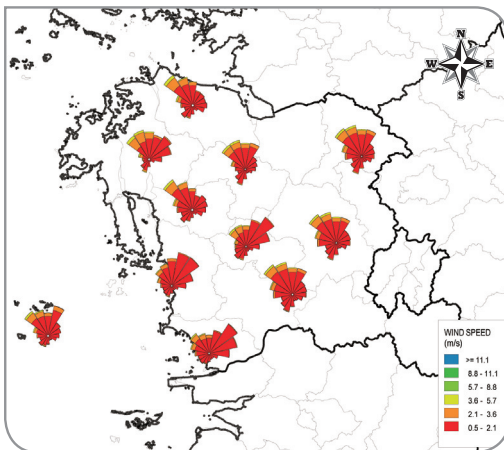 N
W E
S
WIND SPEED
(m/s)
>= 11.1
8.8 - 11.1
5.7 - 8.8
3.6 - 5.7
2.1 - 3.6
0.5 - 2.1